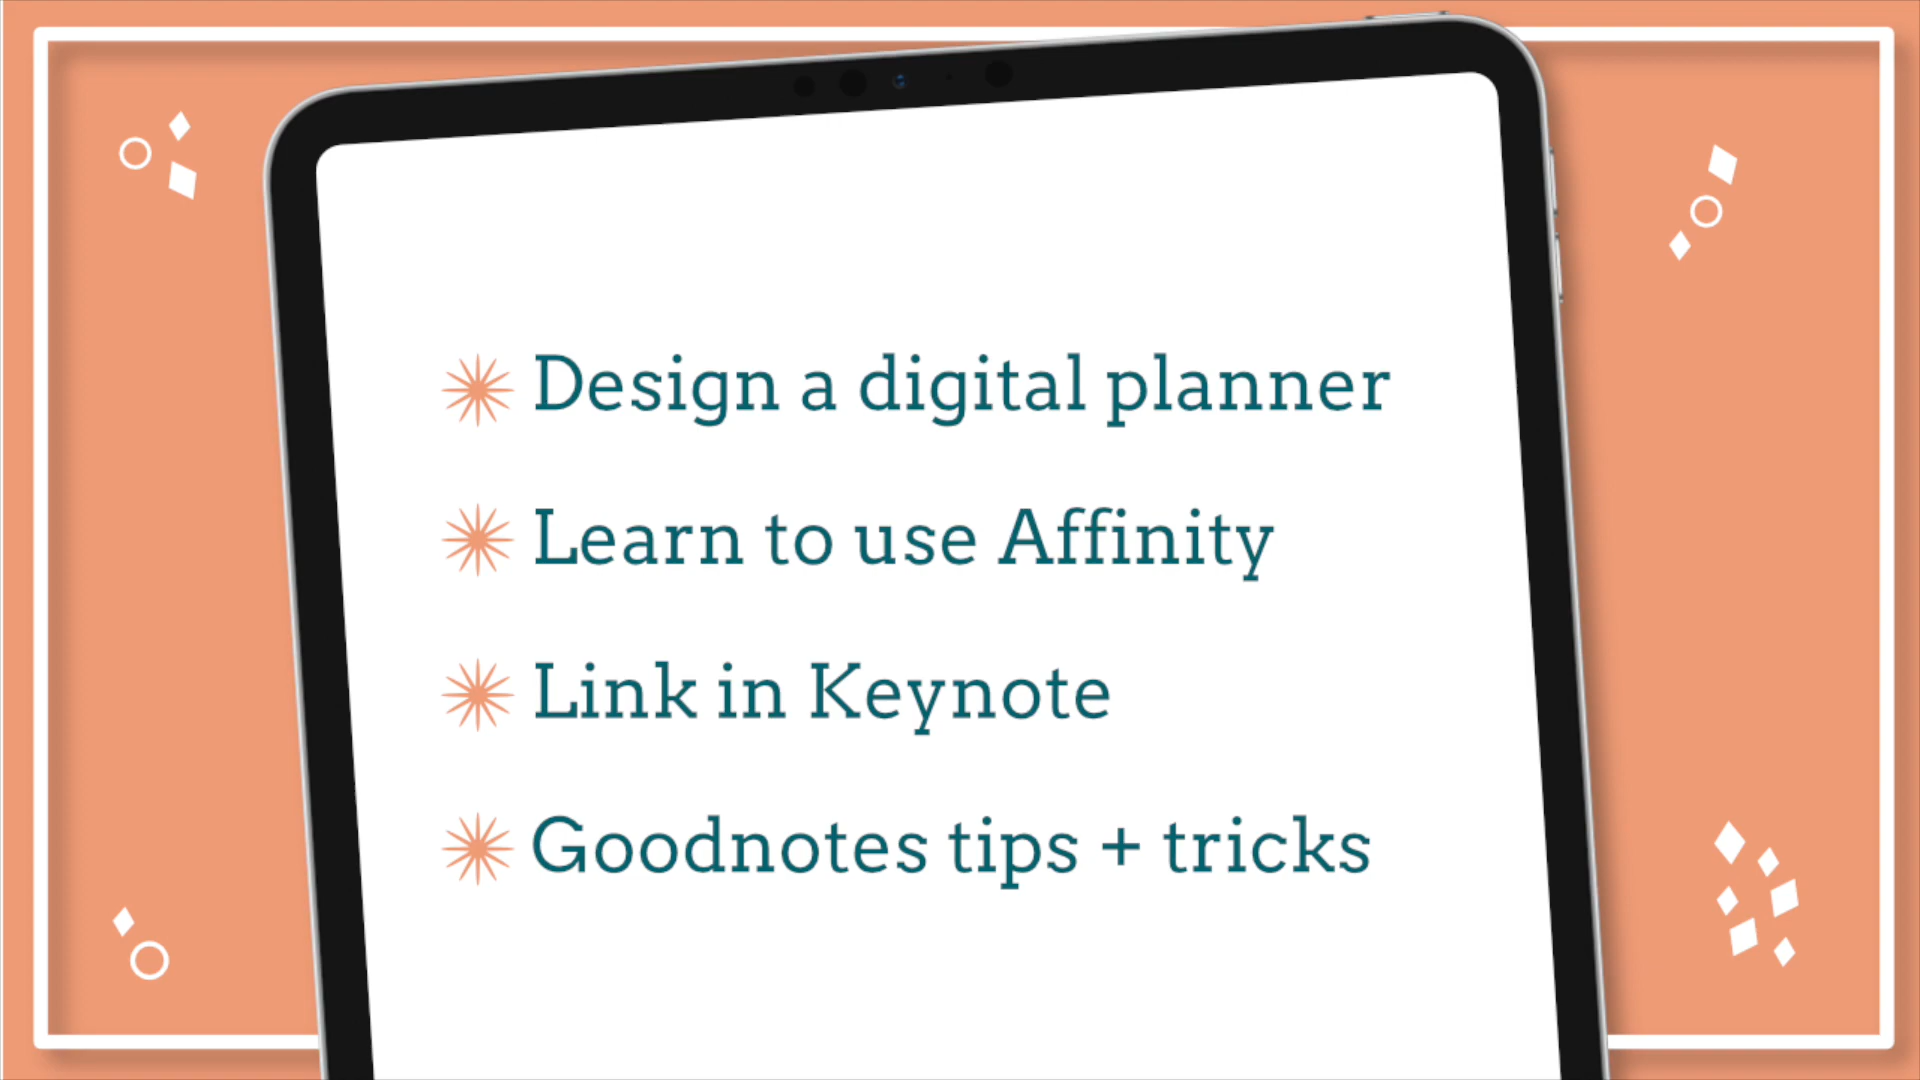 Design a digital planner
Learn to use Affinity
Link in Keynote
Goodnotes tips + tricks